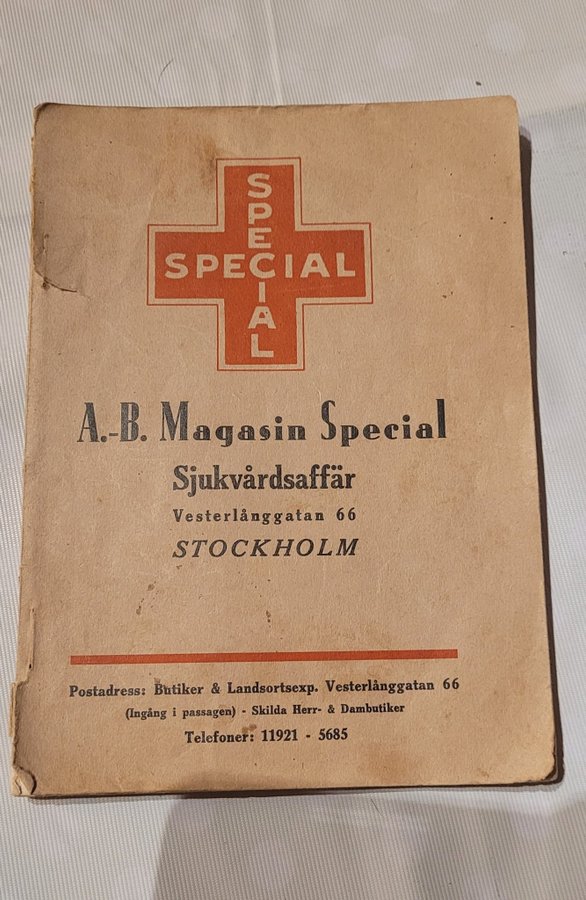 SPECIAL
SPECIAL
A.-B. Magasin Special
Sjukvårdsaffär
Vesterlånggatan 66
STOCKHOLM
Postadress: Butiker & Landsortsexp. Vesterlånggatan 66
(Ingång i passagen) - Skilda Herr- & Dambutiker
Telefoner: 11921 - 5685